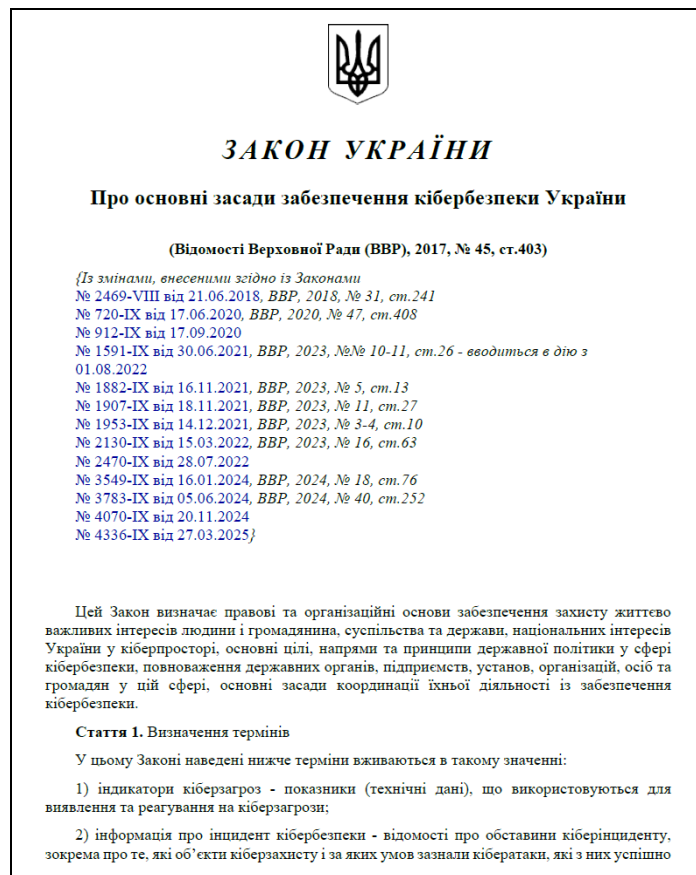 ЗАКОН УКРАЇНИ
Про основні засади забезпечення кібербезпеки України
(Відомості Верховної Ради (ВВР), 2017, № 45, ст.403)
{Із змінами, внесеними згідно із Законами
№ 2469-VIII від 21.06.2018, ВВР, 2018, № 31, ст.241
№ 720-IX від 17.06.2020, ВВР, 2020, № 47, ст.408
№ 912-IX від 17.09.2020
№ 1591-IX від 30.06.2021, ВВР, 2023, №№ 10-11, ст.26 - вводиться в дію з
01.08.2022
№ 1882-IX від 16.11.2021, ВВР, 2023, № 5, ст.13
№ 1907-IX від 18.11.2021, ВВР, 2023, № 11, ст.27
№ 1953-IX від 14.12.2021, ВВР, 2023, № 3-4, ст.10
№ 2130-IX від 15.03.2022, ВВР, 2023, № 16, ст.63
№ 2470-IX від 28.07.2022
№ 3549-IX від 16.01.2024, ВВР, 2024, № 18, ст.76
№ 3783-IX від 05.06.2024, ВВР, 2024, № 40, ст.252
№ 4070-IX від 20.11.2024
№ 4336-IX від 27.03.2025}
Цей Закон визначає правові та організаційні основи забезпечення захисту життєво
важливих інтересів людини і громадянина, суспільства та держави, національних інтересів
України у кіберпросторі, основні цілі, напрями та принципи державної політики у сфері
кібербезпеки, повноваження державних органів, підприємств, установ, організацій, осіб та
громадян у цій сфері, основні засади координації їхньої діяльності із забезпечення
кібербезпеки.
Стаття 1. Визначення термінів
У цьому Законі наведені нижче терміни вживаються в такому значенні:
1) індикатори кіберзагроз - показники (технічні дані), що використовуються для
виявлення та реагування на кіберзагрози;
2) інформація про інцидент кібербезпеки - відомості про обставини кіберінциденту,
зокрема про те, які об’єкти кіберзахисту і за яких умов зазнали кібератаки, які з них успішно